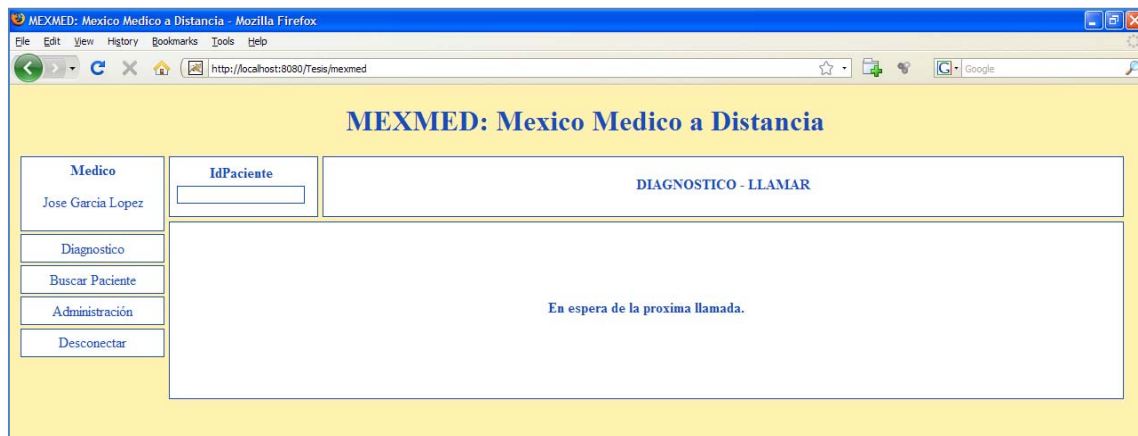 MEXMED: Mexico Medico a Distancia - Mozilla Firefox
File Edit View History Bookmarks Tools Help
http://localhost:8080/Tesis/mexmed
G Google
MEXMED: Mexico Medico a Distancia
Medico
Jose Garcia Lopez
IdPaciente
DIAGNOSTICO - LLAMAR
Diagnostico
Buscar Paciente
Administración
Desconectar
En espera de la proxima llamada.